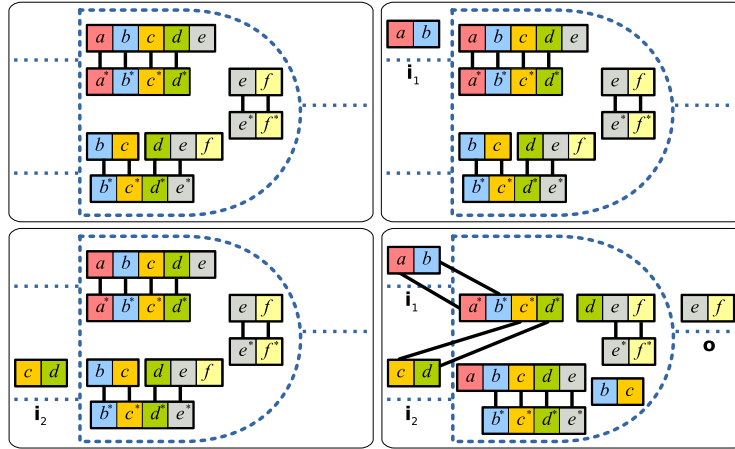 a b c d e
a* b* c* d*
e f
e* f*
b c d e f
b* c* d* e*
a b
i₁
a b c d e
a* b* c* d*
e f
e* f*
b c d e f
b* c* d* e*
a b c d e
a* b* c* d*
e f
e* f*
c d
i₂
b c d e f
b* c* d* e*
a b
i₁
a* b* c* d*
d e f
e f
e* f*
o
c d
i₂
a b c d e
b c
b* c* d* e*